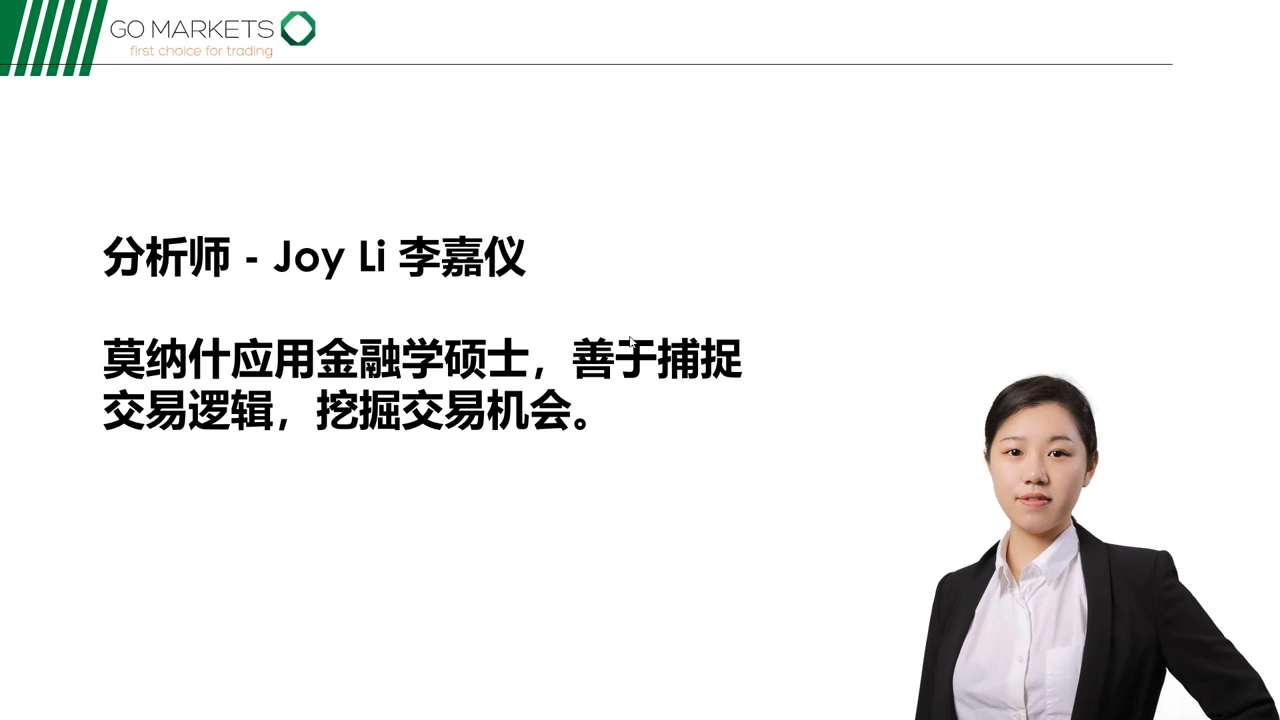 GO MARKETS
first choice for trading
分析师 - Joy Li 李嘉仪
莫纳什应用金融学硕士，善于捕捉
交易逻辑，挖掘交易机会。